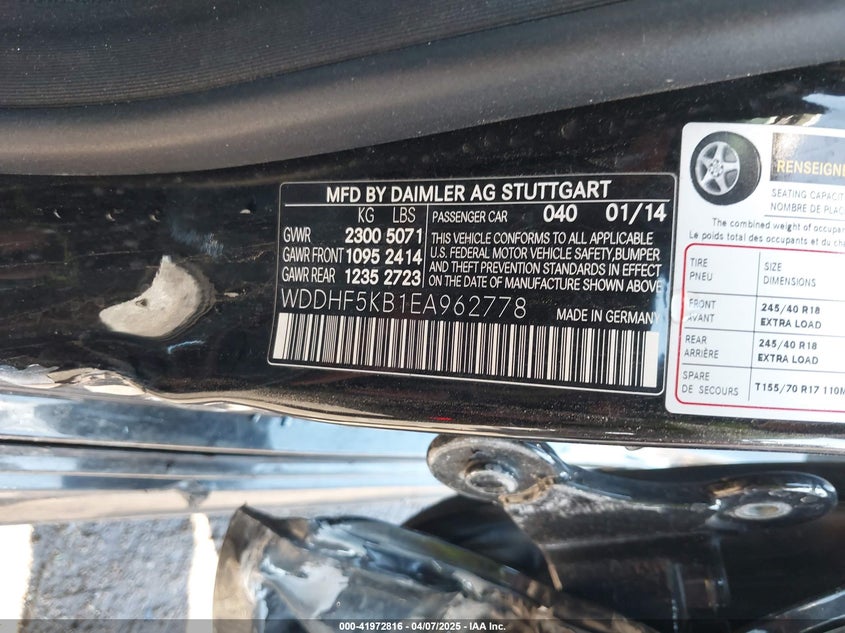 MFD BY DAIMLER AG STUTTGART
KG LBS
GVWR 2300 5071
GAWR FRONT 1095 2414
GAWR REAR 1235 2723
PASSENGER CAR 040 01/14
THIS VEHICLE CONFORMS TO ALL APPLICABLE
U.S. FEDERAL MOTOR VEHICLE SAFETY,BUMPER
AND THEFT PREVENTION STANDARDS IN EFFECT
ON THE DATE OF MANUFACTURE SHOWN ABOVE
WDDHF5KB1EA962778 MADE IN GERMANY
RENSEIGNE
SEATING CAPACIT
NOMBRE DE PLAC
The combined weight of occupa
Le poids total des occupants et du cha
TIRE
PNEU
SIZE
DIMENSIONS
FRONT
AVANT
245/40 R18
EXTRA LOAD
REAR
ARRIÈRE
245/40 R18
EXTRA LOAD
SPARE
DE SECOURS
T155/70 R17 110M
000-41972816 - 04/07/2025 - IAA, Inc.